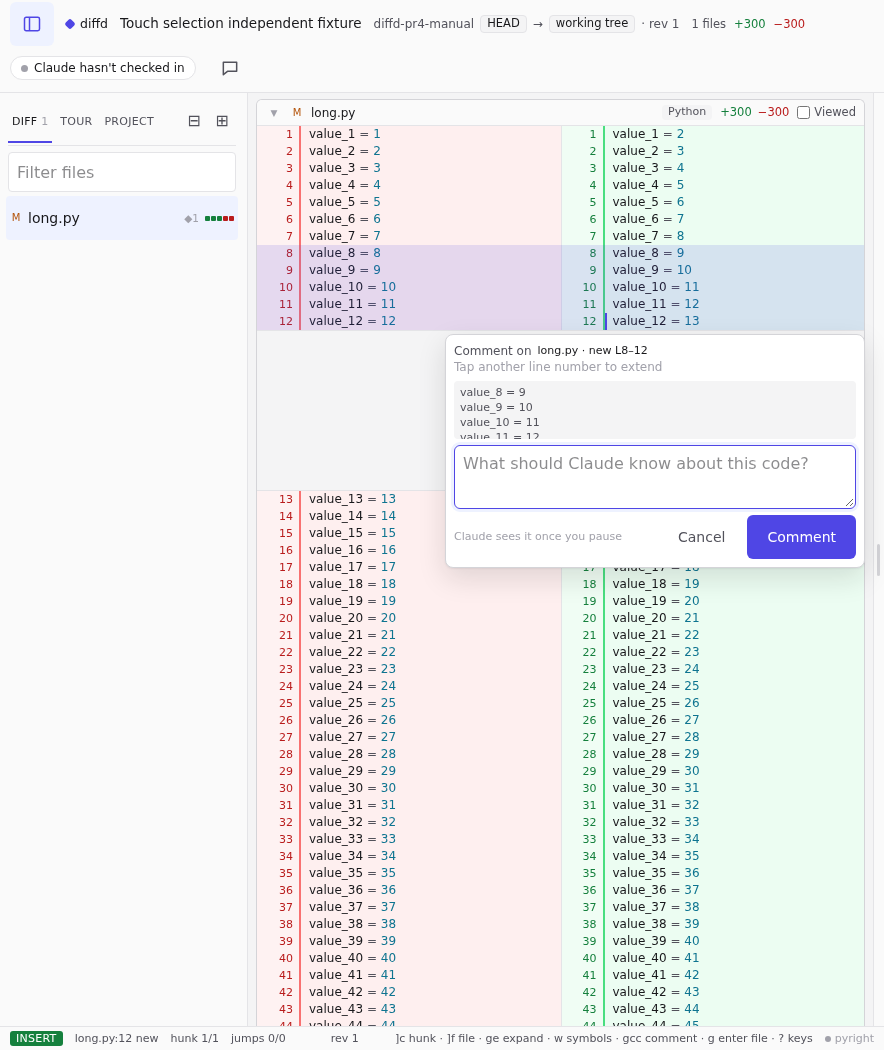 diffd Touch selection independent fixture diffd-pr4-manual HEAD → working tree · rev 1 1 files +300 −300
Claude hasn't checked in
DIFF 1 TOUR PROJECT
Filter files
M long.py ◆1
▼ M long.py Python +300 −300 Viewed
1 value_1 = 1 1 value_1 = 2
2 value_2 = 2 2 value_2 = 3
3 value_3 = 3 3 value_3 = 4
4 value_4 = 4 4 value_4 = 5
5 value_5 = 5 5 value_5 = 6
6 value_6 = 6 6 value_6 = 7
7 value_7 = 7 7 value_7 = 8
8 value_8 = 8 8 value_8 = 9
9 value_9 = 9 9 value_9 = 10
10 value_10 = 10 10 value_10 = 11
11 value_11 = 11 11 value_11 = 12
12 value_12 = 12 12 value_12 = 13
Comment on long.py · new L8–12
Tap another line number to extend
value_8 = 9
value_9 = 10
value_10 = 11
value_11 = 12
What should Claude know about this code?
Claude sees it once you pause Cancel Comment
13 value_13 = 13
14 value_14 = 14
15 value_15 = 15
16 value_16 = 16
17 value_17 = 17 17 value_17 = 18
18 value_18 = 18 18 value_18 = 19
19 value_19 = 19 19 value_19 = 20
20 value_20 = 20 20 value_20 = 21
21 value_21 = 21 21 value_21 = 22
22 value_22 = 22 22 value_22 = 23
23 value_23 = 23 23 value_23 = 24
24 value_24 = 24 24 value_24 = 25
25 value_25 = 25 25 value_25 = 26
26 value_26 = 26 26 value_26 = 27
27 value_27 = 27 27 value_27 = 28
28 value_28 = 28 28 value_28 = 29
29 value_29 = 29 29 value_29 = 30
30 value_30 = 30 30 value_30 = 31
31 value_31 = 31 31 value_31 = 32
32 value_32 = 32 32 value_32 = 33
33 value_33 = 33 33 value_33 = 34
34 value_34 = 34 34 value_34 = 35
35 value_35 = 35 35 value_35 = 36
36 value_36 = 36 36 value_36 = 37
37 value_37 = 37 37 value_37 = 38
38 value_38 = 38 38 value_38 = 39
39 value_39 = 39 39 value_39 = 40
40 value_40 = 40 40 value_40 = 41
41 value_41 = 41 41 value_41 = 42
42 value_42 = 42 42 value_42 = 43
43 value_43 = 43 43 value_43 = 44
44 value_44 = 44 44 value_44 = 45
INSERT long.py:12 new hunk 1/1 jumps 0/0 rev 1 ]c hunk · ]f file · ge expand · w symbols · gcc comment · g enter file · ? keys pyright